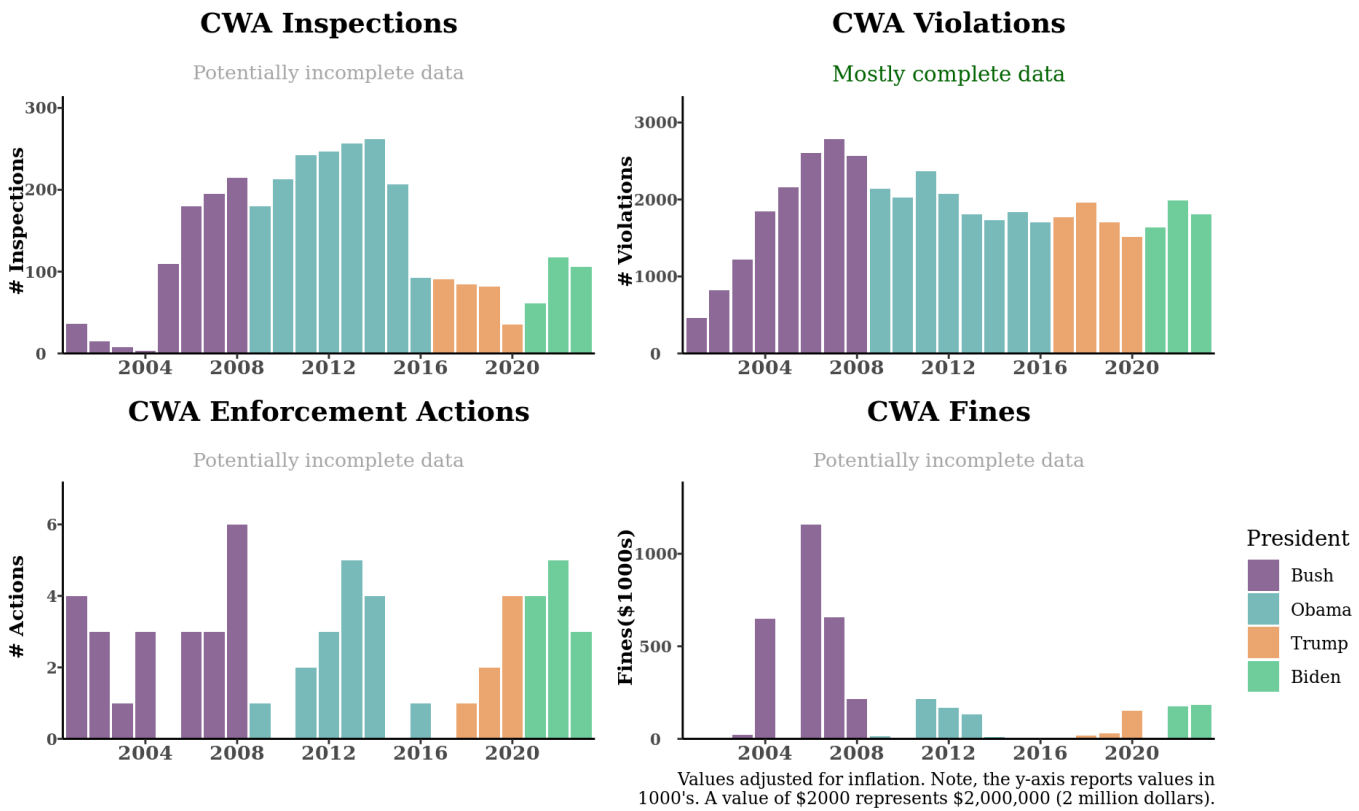 CWA Inspections
Potentially incomplete data
# Inspections
300
200
100
0
2004
2008
2012
2016
2020
CWA Violations
Mostly complete data
# Violations
3000
2000
1000
0
2004
2008
2012
2016
2020
CWA Enforcement Actions
Potentially incomplete data
# Actions
6
4
2
0
2004
2008
2012
2016
2020
CWA Fines
Potentially incomplete data
Fines($1000s)
1000
500
0
2004
2008
2012
2016
2020
President
Bush
Obama
Trump
Biden
Values adjusted for inflation. Note, the y-axis reports values in
1000's. A value of $2000 represents $2,000,000 (2 million dollars).